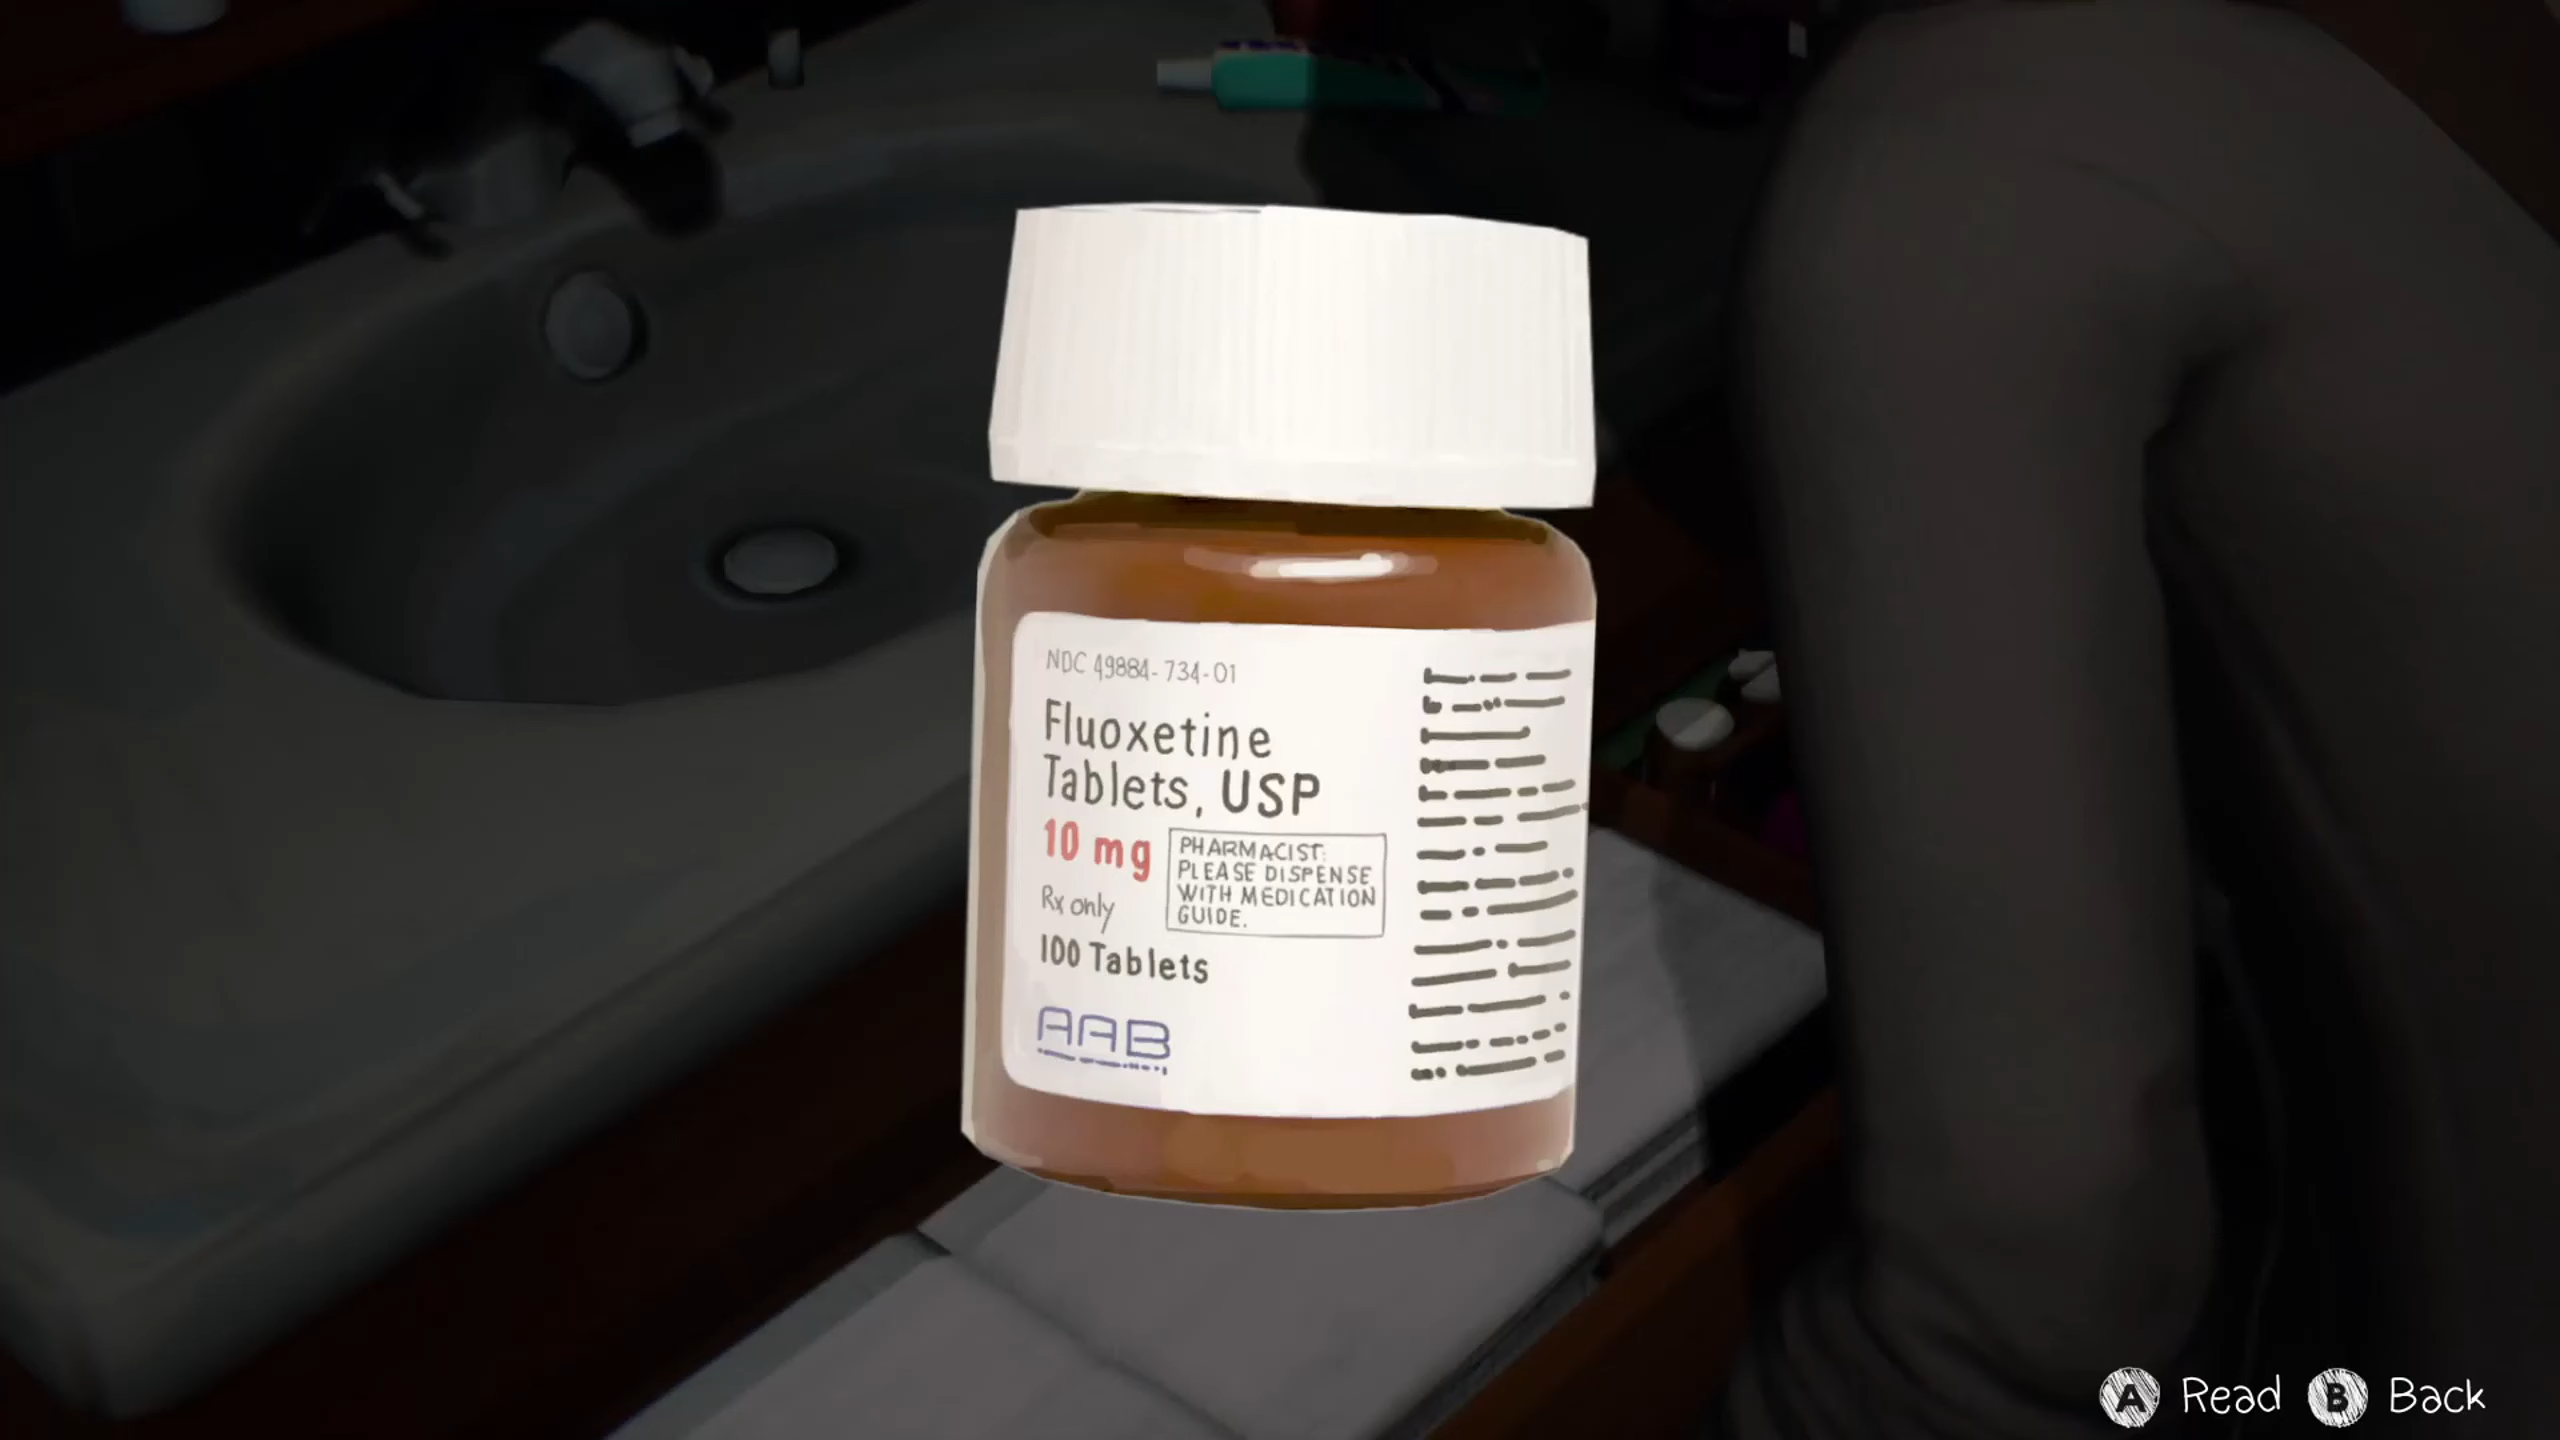 NDC 49884-734-01
Fluoxetine
Tablets, USP
10 mg
PHARMACIST:
PLEASE DISPENSE
WITH MEDICATION
GUIDE.
Rx only
100 Tablets
AAB
A Read B Back